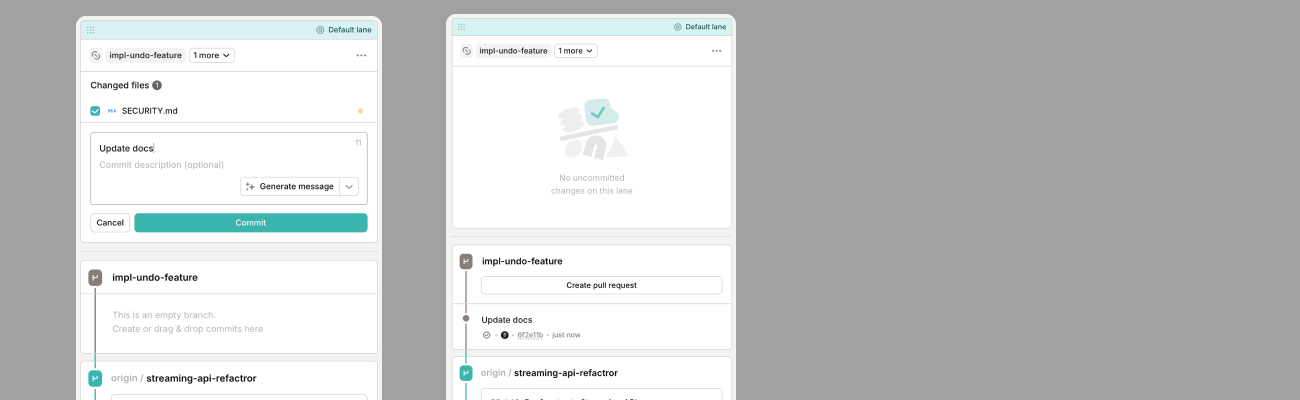 Default lane
impl-undo-feature 1 more
Changed files 1
SECURITY.md
Update docs 11
Commit description (optional)
Generate message
Cancel Commit
impl-undo-feature
This is an empty branch.
Create or drag & drop commits here
origin / streaming-api-refactror
Default lane
impl-undo-feature 1 more
No uncommitted
changes on this lane
impl-undo-feature
Create pull request
Update docs
6f2e11b • just now
origin / streaming-api-refactror